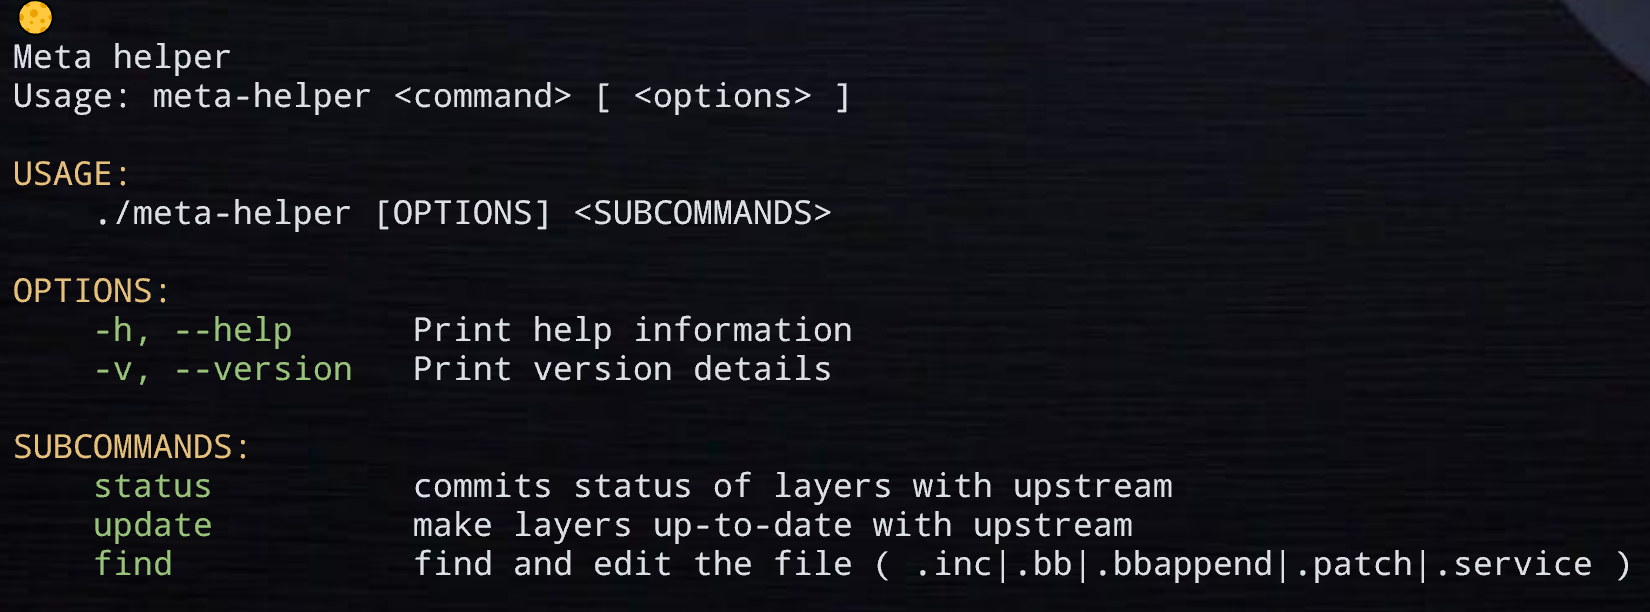 Meta helper
Usage: meta-helper <command> [ <options> ]
USAGE:
./meta-helper [OPTIONS] <SUBCOMMANDS>
OPTIONS:
-h, --help Print help information
-v, --version Print version details
SUBCOMMANDS:
status commits status of layers with upstream
update make layers up-to-date with upstream
find find and edit the file ( .inc|.bb|.bbappend|.patch|.service )